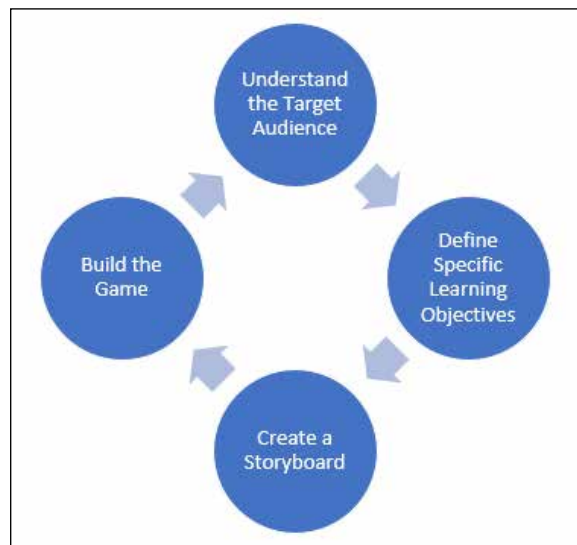 Understand
the Target
Audience
Define
Specific
Learning
Objectives
Create a
Storyboard
Build the
Game